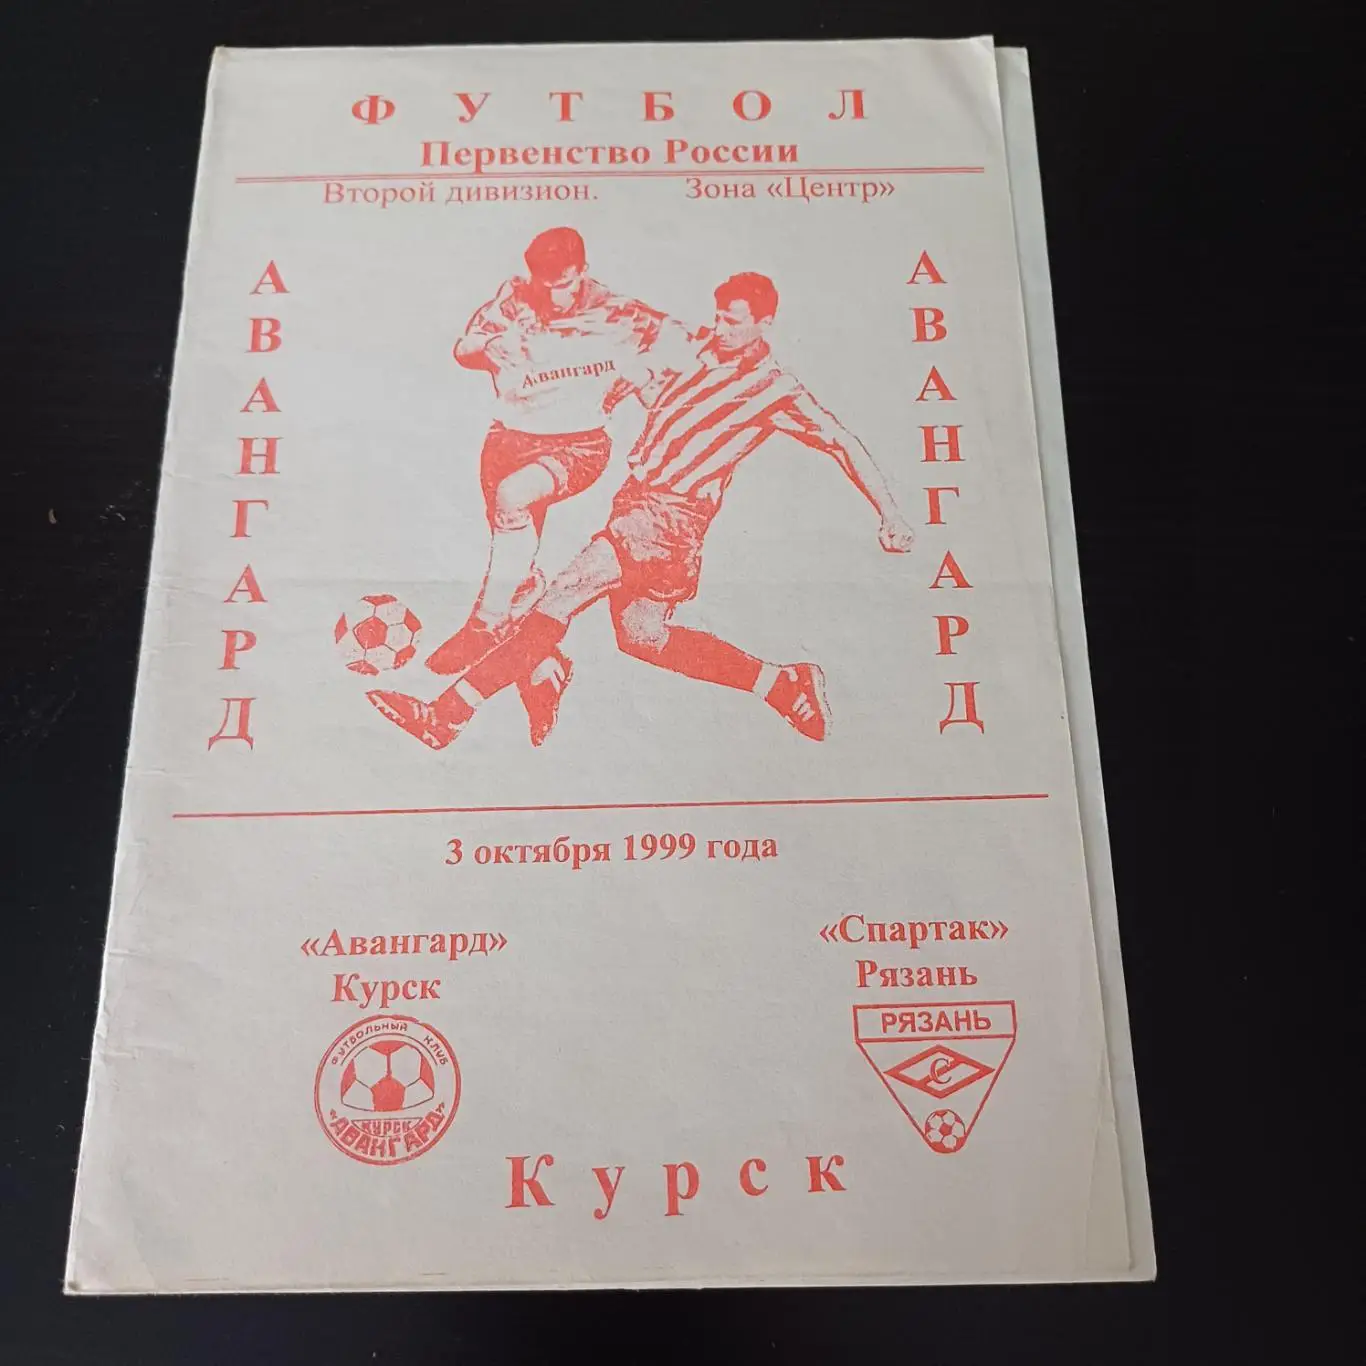 ФУТБОЛ
Первенство России
Второй дивизион. Зона «Центр»
АВАНГАРД
АВАНГАРД
Авангард
3 октября 1999 года
«Авангард»
Курск
«Спартак»
Рязань
ФУТБОЛЬНЫЙ КЛУБ
КУРСК
"АВАНГАРД"
РЯЗАНЬ
С
Курск